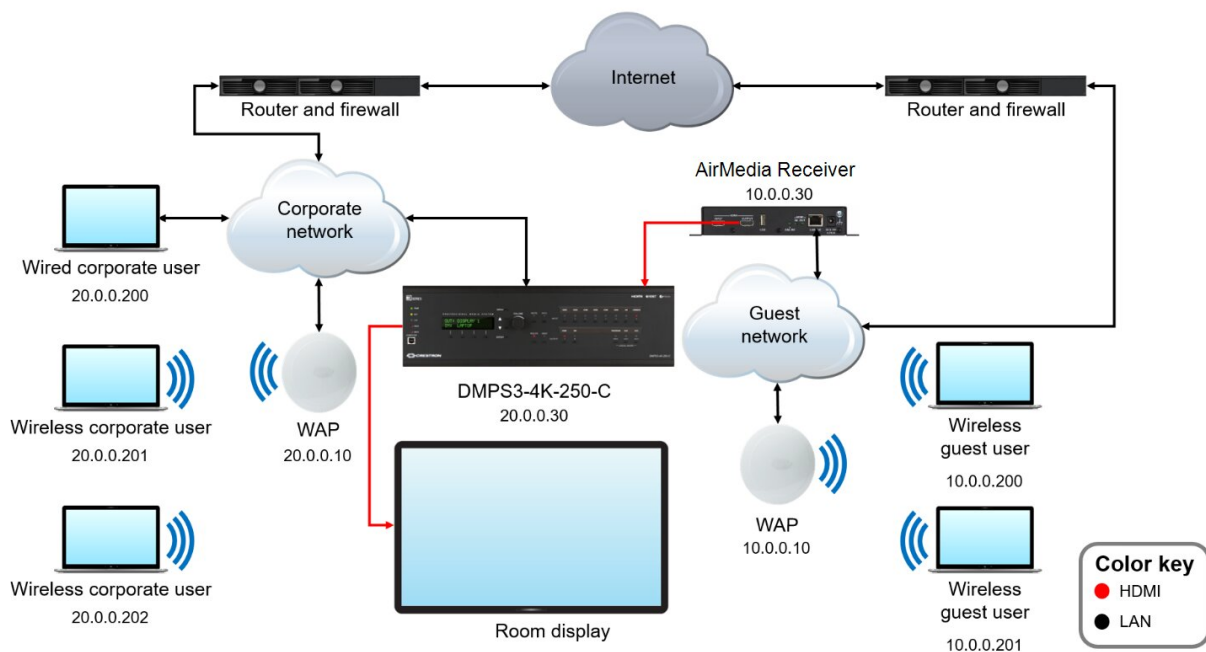 Internet
Router and firewall
Router and firewall
AirMedia Receiver
10.0.0.30
Corporate
network
Wired corporate user
20.0.0.200
Guest
network
CRESTRON
DMPS3-4K-250-C
20.0.0.30
Wireless corporate user
20.0.0.201
WAP
20.0.0.10
Wireless
guest user
10.0.0.200
WAP
10.0.0.10
Wireless corporate user
20.0.0.202
Room display
Wireless
guest user
10.0.0.201
Color key
HDMI
LAN